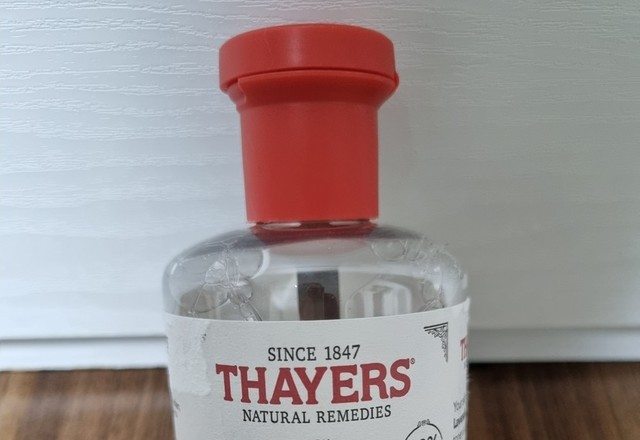 SINCE 1847
THAYERS®
NATURAL REMEDIES